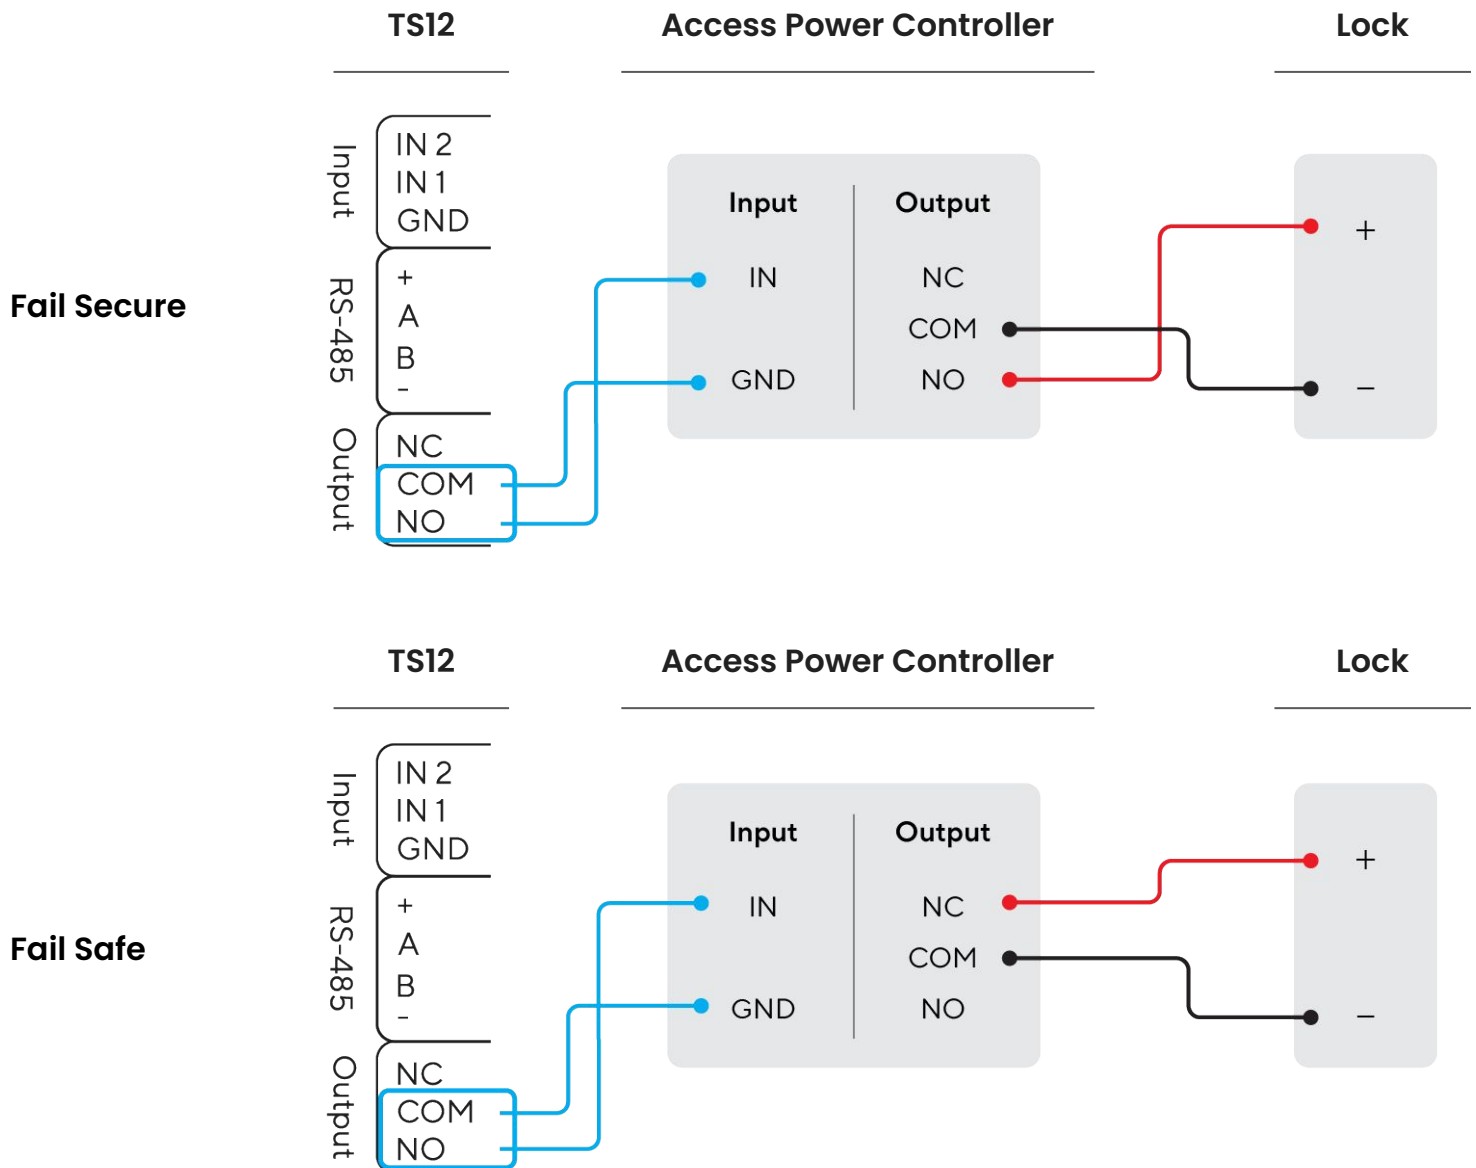 TS12
Access Power Controller
Lock
Fail Secure
Input
IN 2
IN 1
GND
RS-485
+
A
B
-
Output
NC
COM
NO
Input
IN
GND
Output
NC
COM
NO
+
−
TS12
Access Power Controller
Lock
Fail Safe
Input
IN 2
IN 1
GND
RS-485
+
A
B
-
Output
NC
COM
NO
Input
IN
GND
Output
NC
COM
NO
+
−